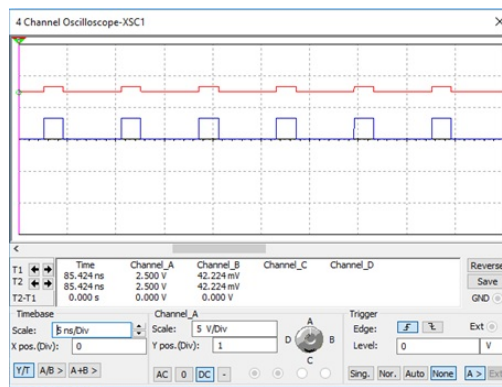 4 Channel Oscilloscope-XSC1
Time Channel_A Channel_B Channel_C Channel_D
T1 85.424 ns 2.500 V 42.224 mV
T2 85.424 ns 2.500 V 42.224 mV
T2-T1 0.000 s 0.000 V 0.000 V
Reverse
Save
GND
Timebase
Scale: 5 ns/Div
X pos.(Div): 0
Y/T A/B > A+B >
Channel_A
Scale: 5 V/Div
Y pos.(Div): 1
AC 0 DC -
A
D B
C
Trigger
Edge: Ext
Level: 0 V
Sing. Nor. Auto None A > Ext